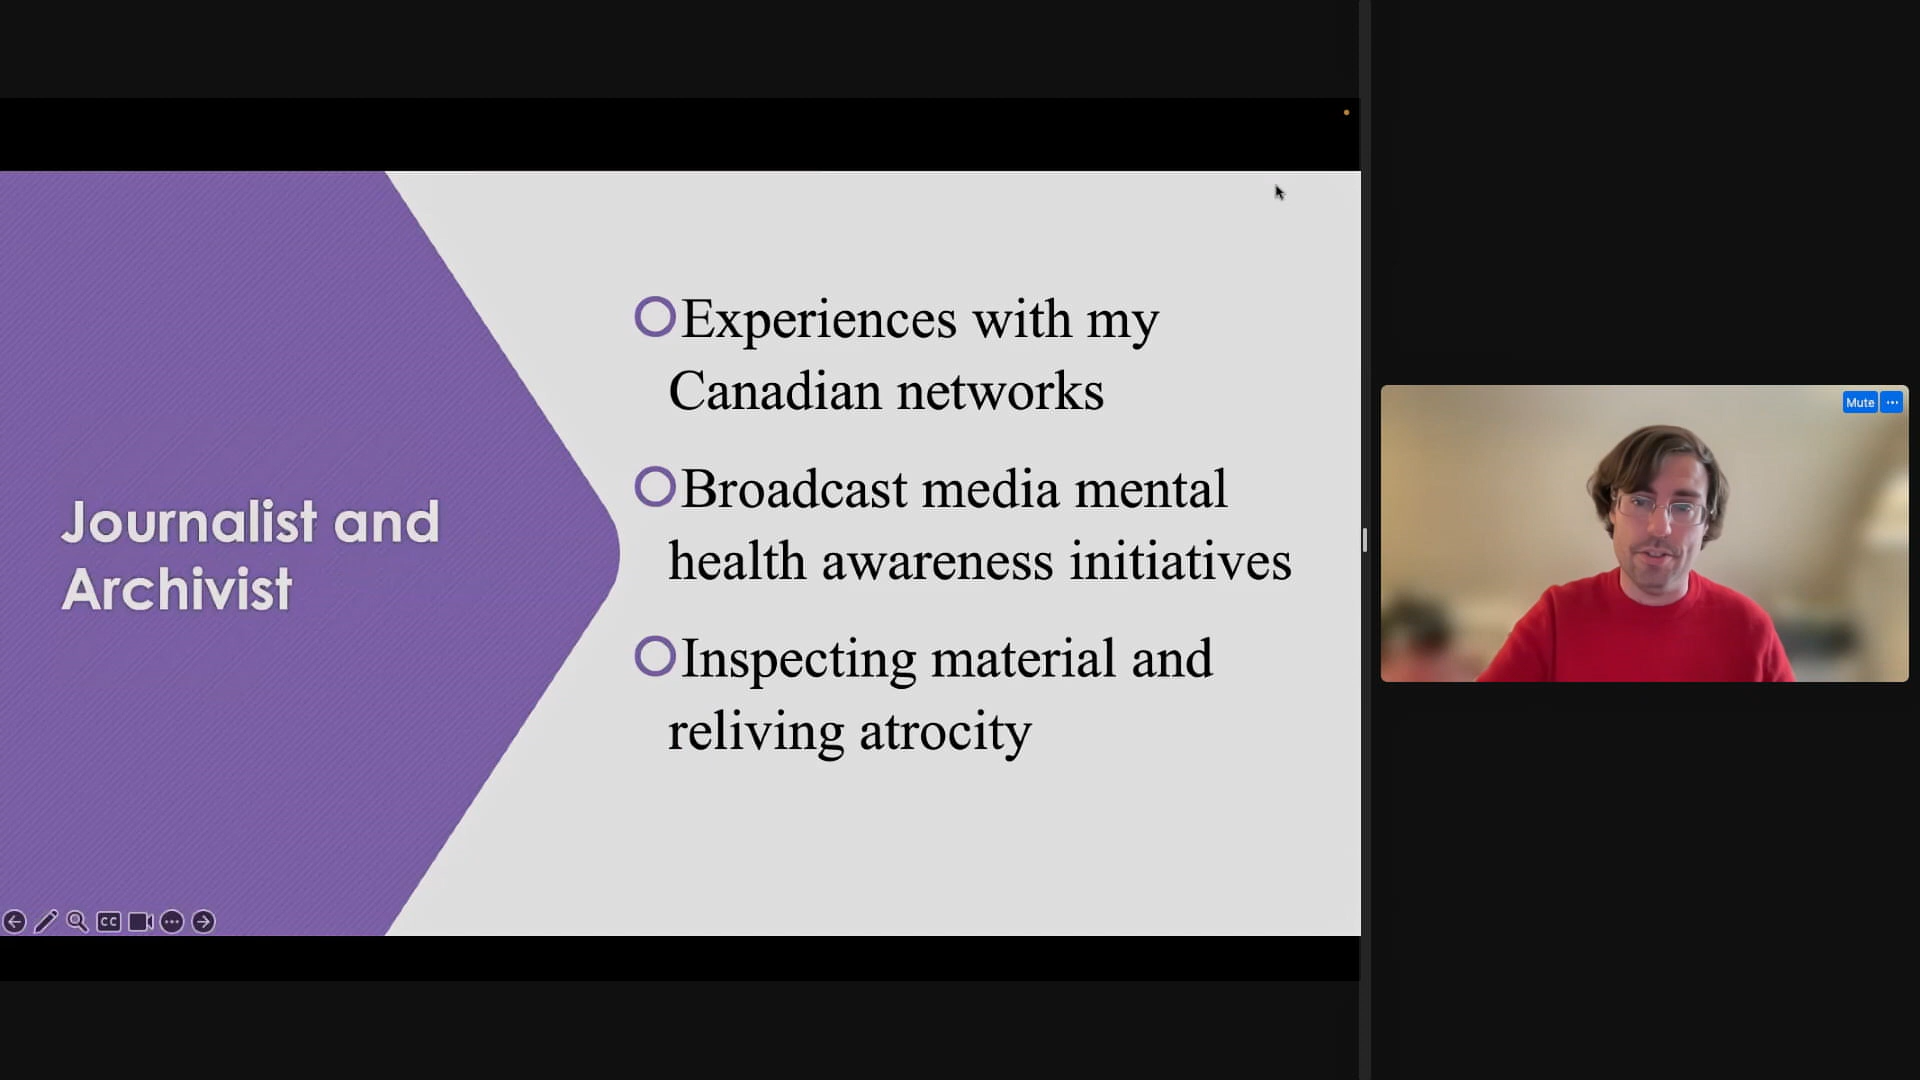 Journalist and
Archivist
Experiences with my
Canadian networks
Broadcast media mental
health awareness initiatives
Inspecting material and
reliving atrocity
CC
Mute